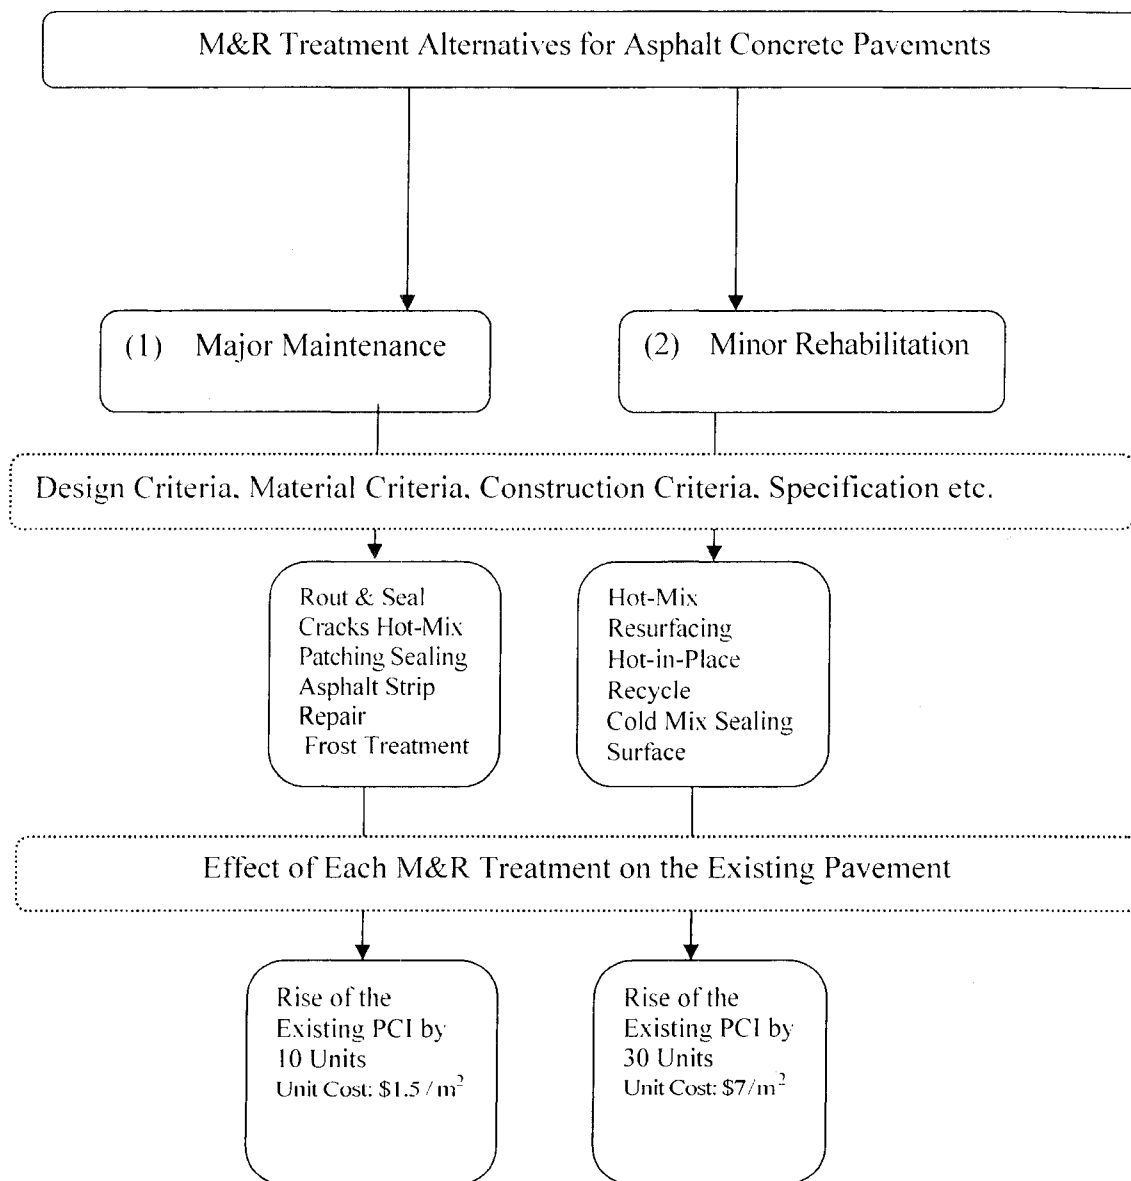 M&R Treatment Alternatives for Asphalt Concrete Pavements
(1) Major Maintenance
(2) Minor Rehabilitation
Design Criteria, Material Criteria, Construction Criteria, Specification etc.
Rout & Seal
Cracks Hot-Mix
Patching Sealing
Asphalt Strip
Repair
Frost Treatment
Hot-Mix
Resurfacing
Hot-in-Place
Recycle
Cold Mix Sealing
Surface
Effect of Each M&R Treatment on the Existing Pavement
Rise of the
Existing PCI by
10 Units
Unit Cost: $1.5 / m²
Rise of the
Existing PCI by
30 Units
Unit Cost: $7/m²